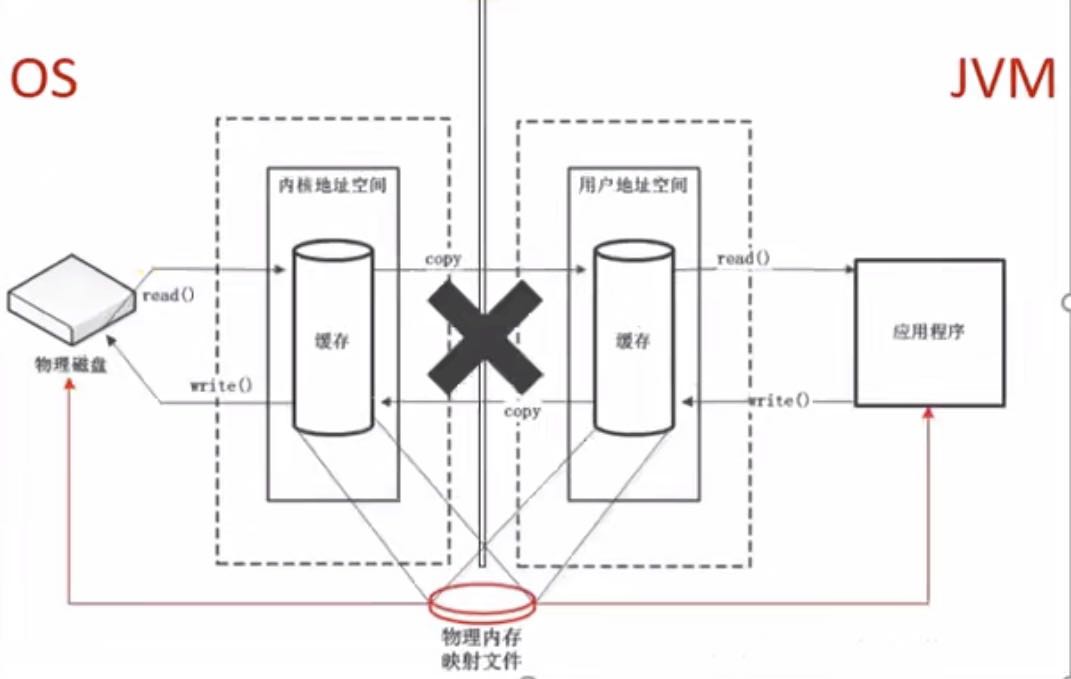 OS
JVM
内核地址空间
用户地址空间
copy
read()
read()
缓存
缓存
应用程序
物理磁盘
write()
copy
write()
物理内存
映射文件